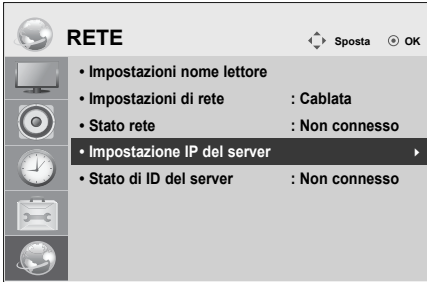 RETE
Sposta OK
• Impostazioni nome lettore
• Impostazioni di rete : Cablata
• Stato rete : Non connesso
• Impostazione IP del server
• Stato di ID del server : Non connesso